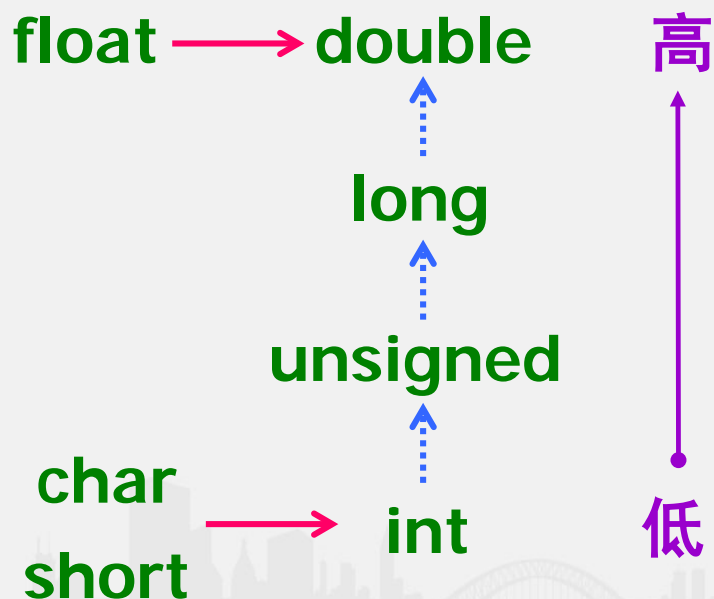 float double 高
long
unsigned
char
int 低
short